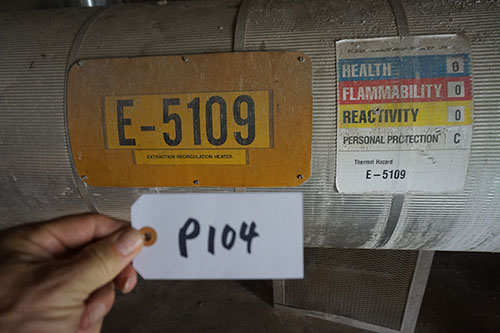 E-5109
EXTRACTION RECIRCULATION HEATER
HEALTH 0
FLAMMABILITY 0
REACTIVITY 0
PERSONAL PROTECTION C
Thermal Hazard
E-5109
P104